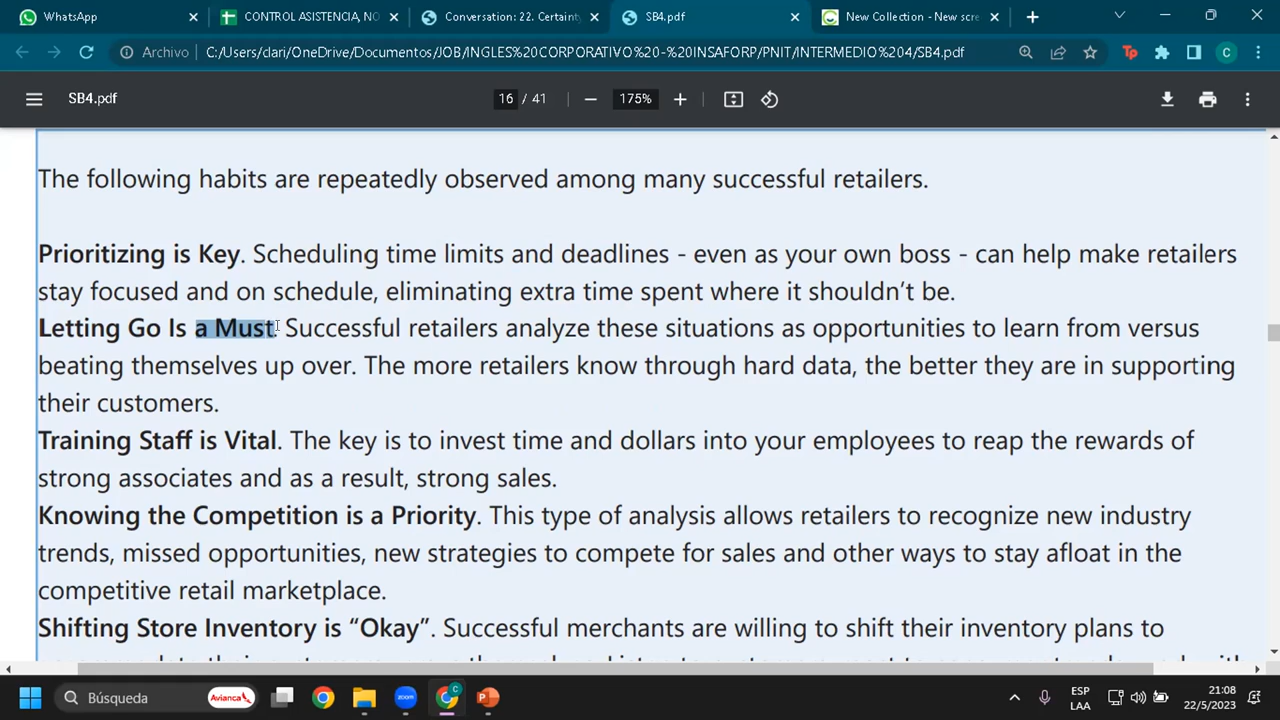 WhatsApp
CONTROL ASISTENCIA, NO
Conversation: 22. Certaint
SB4.pdf
New Collection - New scre
Archivo
C:/Users/clari/OneDrive/Documentos/JOB/INGLES%20CORPORATIVO%20-%20INSAFORP/PNIT/INTERMEDIO%204/SB4.pdf
SB4.pdf
16 / 41
175%
The following habits are repeatedly observed among many successful retailers.
Prioritizing is Key. Scheduling time limits and deadlines - even as your own boss - can help make retailers
stay focused and on schedule, eliminating extra time spent where it shouldn’t be.
Letting Go Is a Must. Successful retailers analyze these situations as opportunities to learn from versus
beating themselves up over. The more retailers know through hard data, the better they are in supporting
their customers.
Training Staff is Vital. The key is to invest time and dollars into your employees to reap the rewards of
strong associates and as a result, strong sales.
Knowing the Competition is a Priority. This type of analysis allows retailers to recognize new industry
trends, missed opportunities, new strategies to compete for sales and other ways to stay afloat in the
competitive retail marketplace.
Shifting Store Inventory is “Okay”. Successful merchants are willing to shift their inventory plans to
Búsqueda
Avianca
ESP
LAA
21:08
22/5/2023